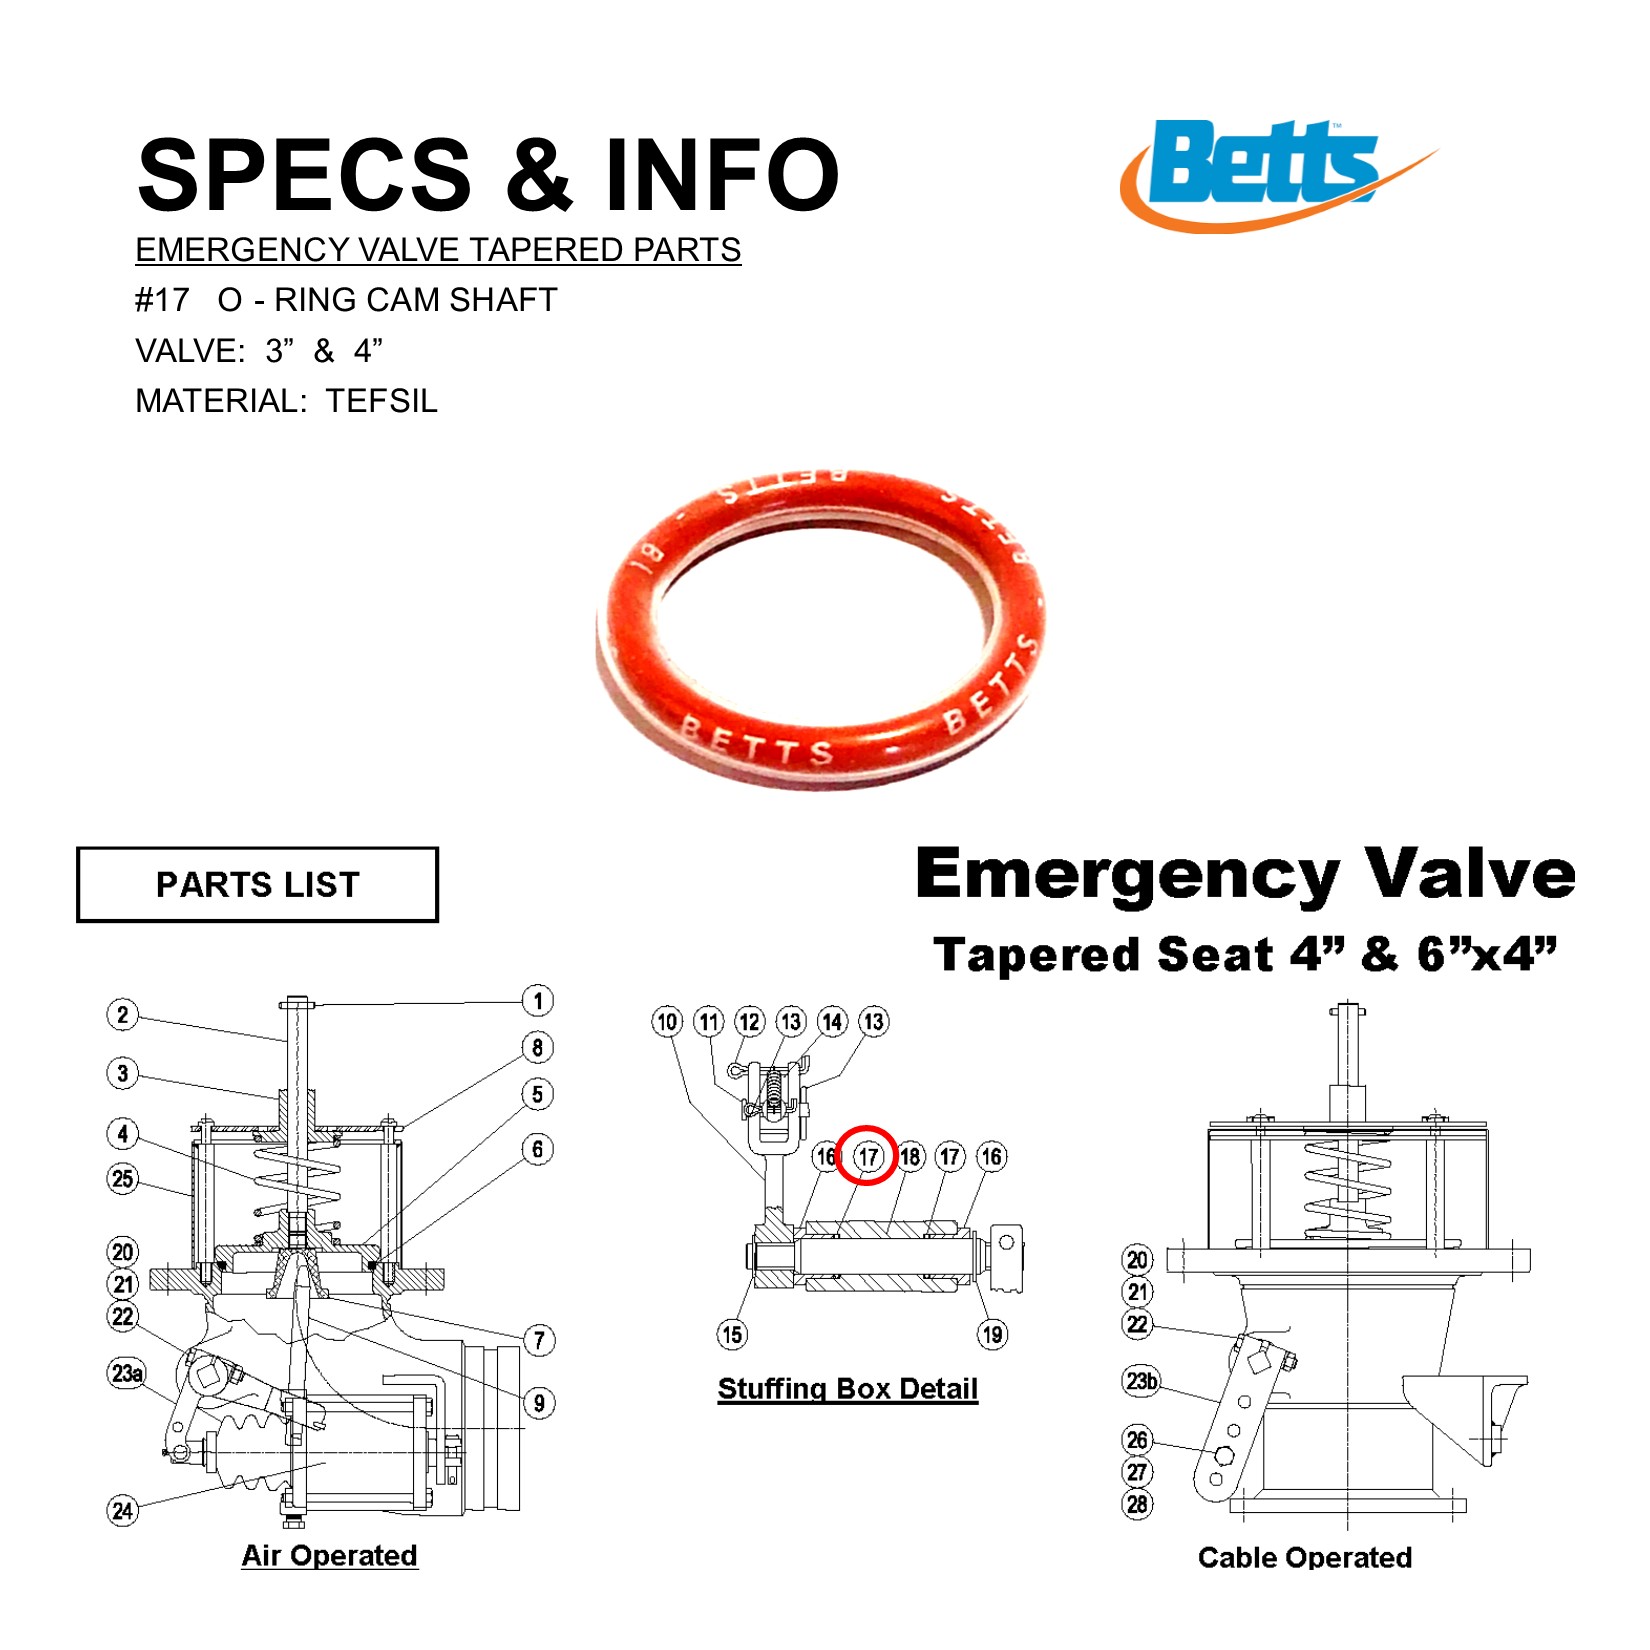 SPECS & INFO
Betts™
EMERGENCY VALVE TAPERED PARTS
#17 O - RING CAM SHAFT
VALVE: 3” & 4”
MATERIAL: TEFSIL
BETTS
BETTS
BETTS
BETTS
PARTS LIST
Emergency Valve
Tapered Seat 4” & 6”x4”
1
2
8
3
5
4
6
25
20
21
22
7
23a
9
24
Air Operated
10 11 12 13 14 13
16 17 18 17 16
15 19
Stuffing Box Detail
20
21
22
23b
26
27
28
Cable Operated